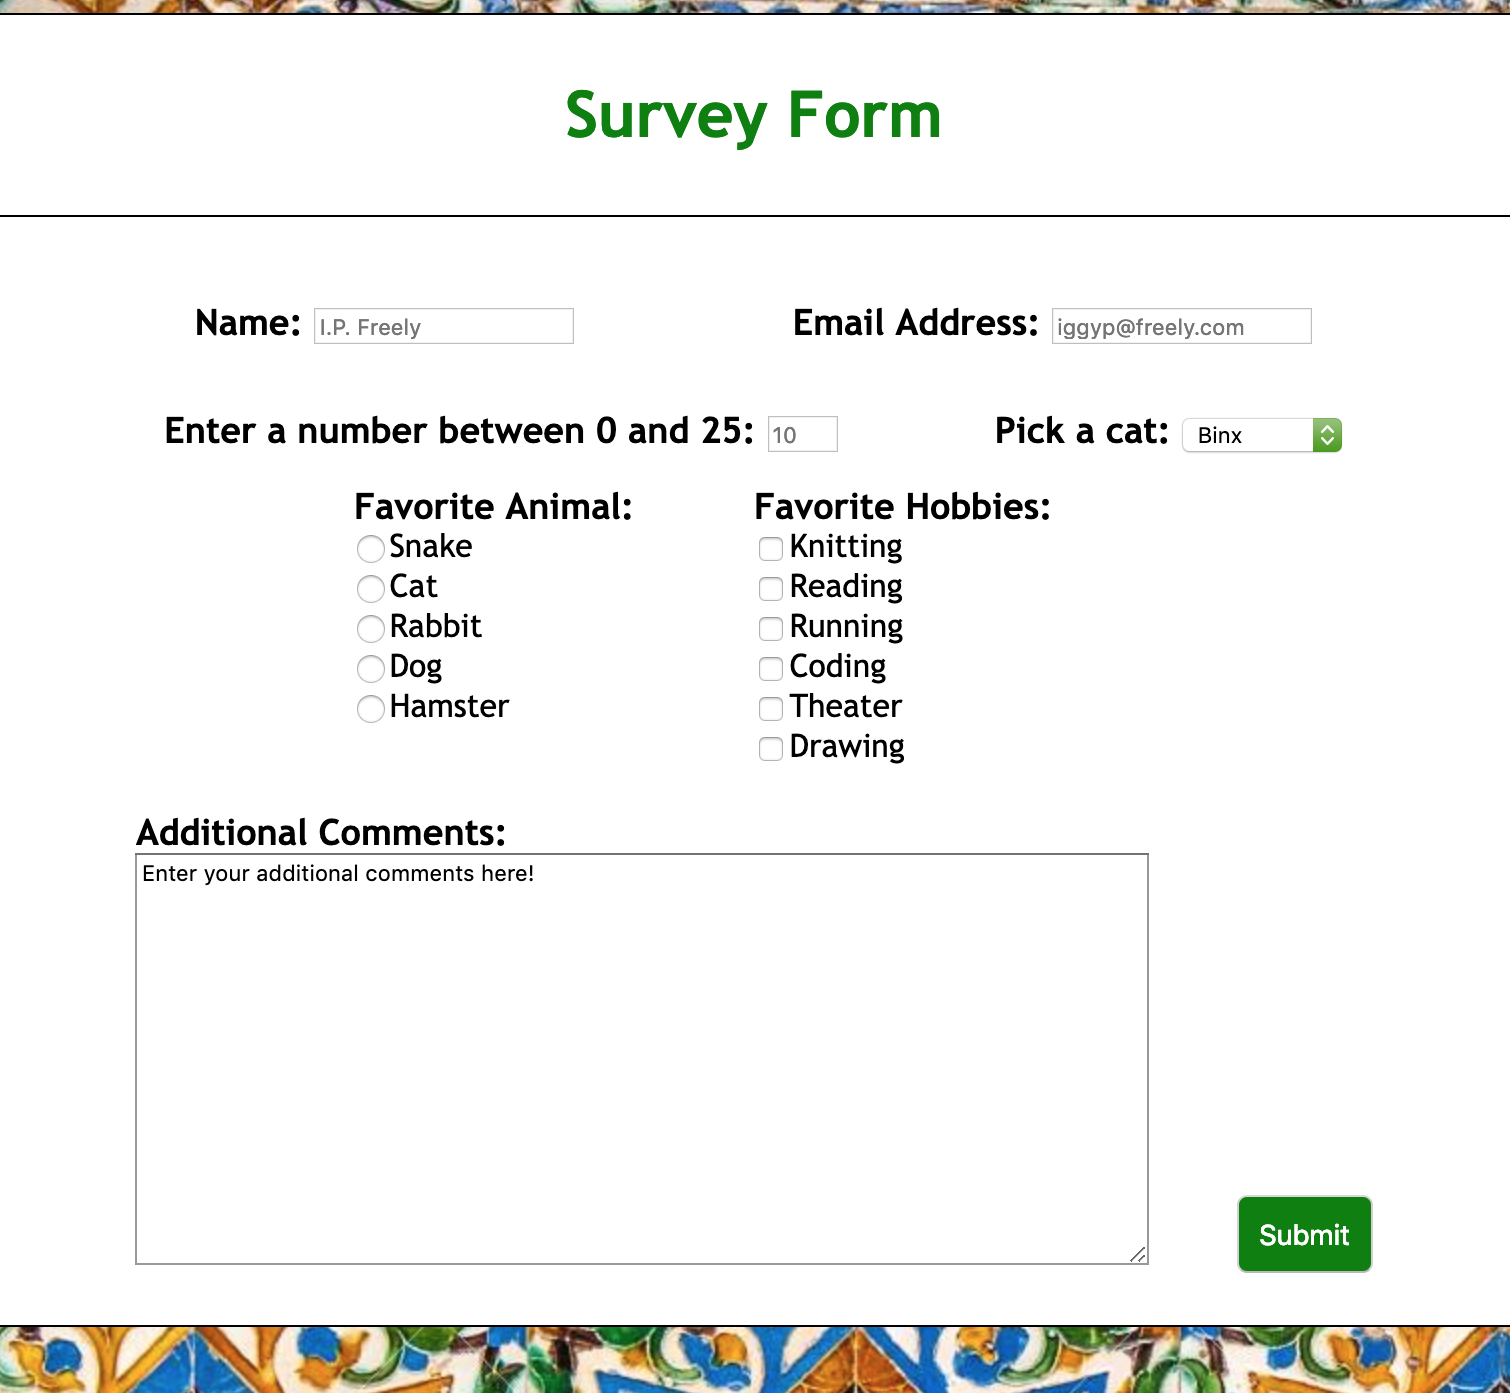 Survey Form
Name: I.P. Freely
Email Address: iggyp@freely.com
Enter a number between 0 and 25: 10
Pick a cat: Binx
Favorite Animal:
Snake
Cat
Rabbit
Dog
Hamster
Favorite Hobbies:
Knitting
Reading
Running
Coding
Theater
Drawing
Additional Comments:
Enter your additional comments here!
Submit